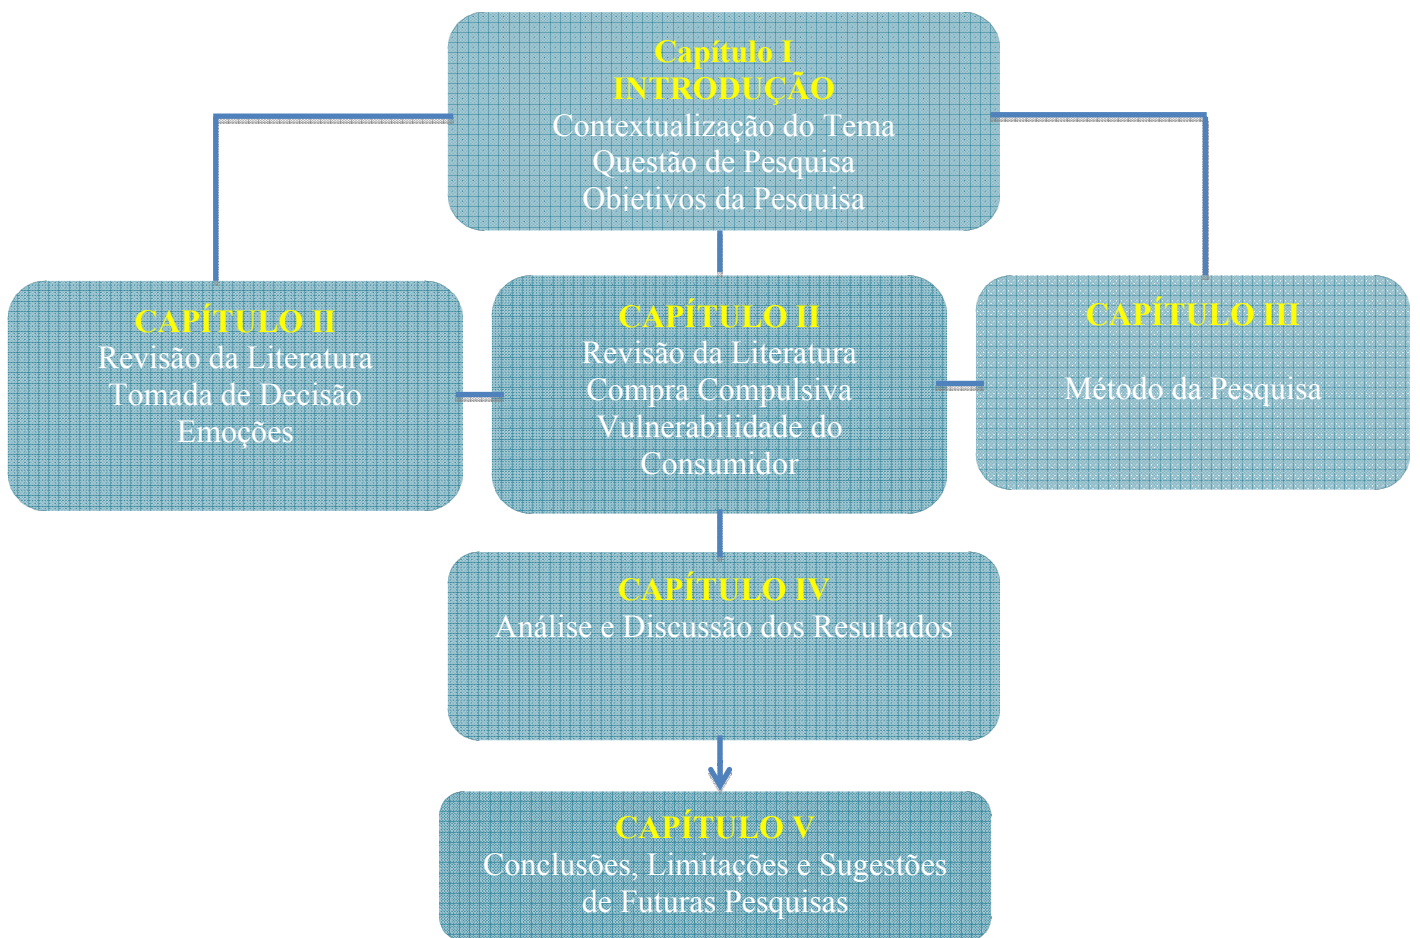 Capítulo I
INTRODUÇÃO
Contextualização do Tema
Questão de Pesquisa
Objetivos da Pesquisa
CAPÍTULO II
Revisão da Literatura
Tomada de Decisão
Emoções
CAPÍTULO II
Revisão da Literatura
Compra Compulsiva
Vulnerabilidade do
Consumidor
CAPÍTULO III
Método da Pesquisa
CAPÍTULO IV
Análise e Discussão dos Resultados
CAPÍTULO V
Conclusões, Limitações e Sugestões
de Futuras Pesquisas